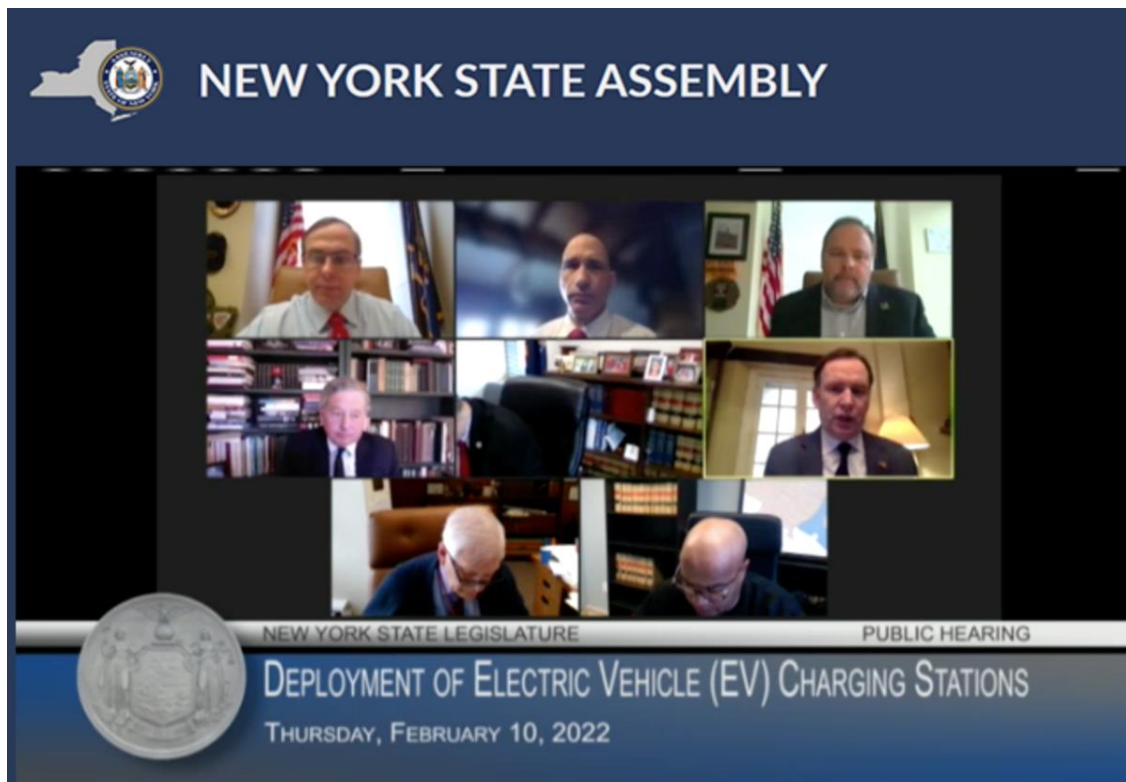 NEW YORK STATE ASSEMBLY
NEW YORK STATE LEGISLATURE
PUBLIC HEARING
DEPLOYMENT OF ELECTRIC VEHICLE (EV) CHARGING STATIONS
THURSDAY, FEBRUARY 10, 2022